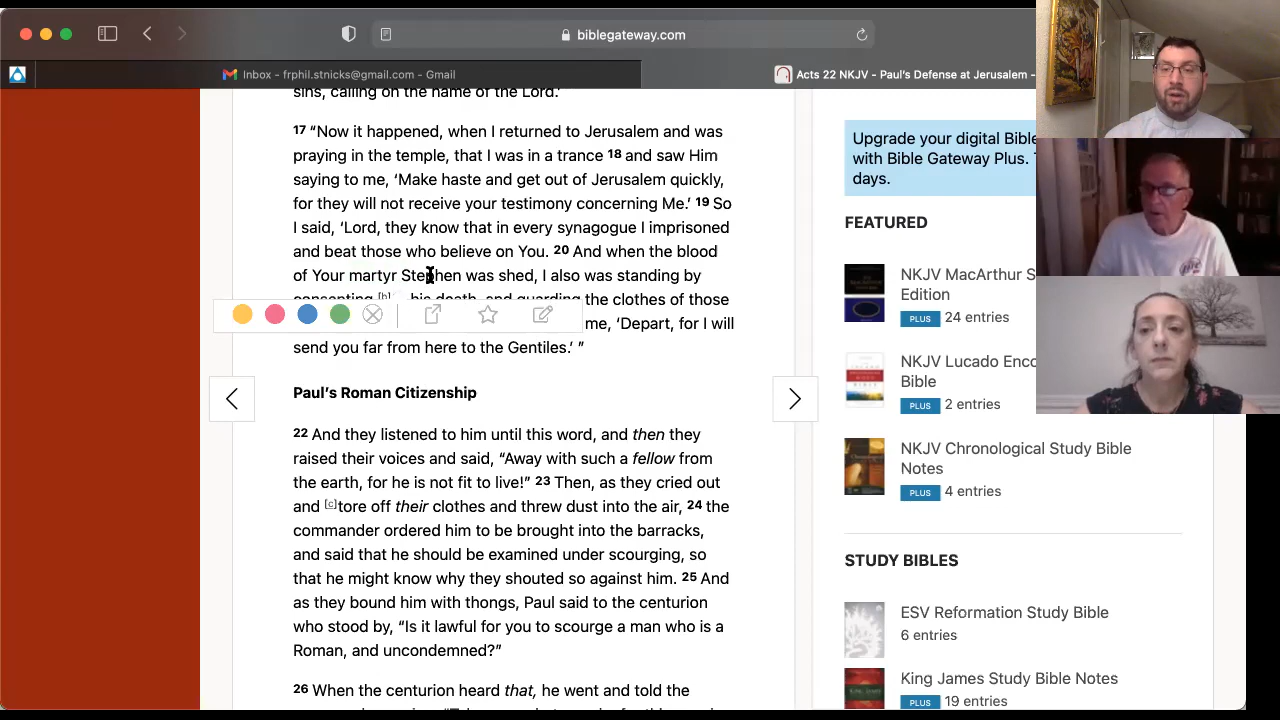 biblegateway.com
Inbox - frphil.stnicks@gmail.com - Gmail
Acts 22 NKJV - Paul's Defense at Jerusalem -
sins, calling on the name of the Lord.'
17 “Now it happened, when I returned to Jerusalem and was
praying in the temple, that I was in a trance 18 and saw Him
saying to me, ‘Make haste and get out of Jerusalem quickly,
for they will not receive your testimony concerning Me.’ 19 So
I said, ‘Lord, they know that in every synagogue I imprisoned
and beat those who believe on You. 20 And when the blood
of Your martyr Stephen was shed, I also was standing by
consenting [b] his death, and guarding the clothes of those
me, ‘Depart, for I will
send you far from here to the Gentiles.’ ”
Paul’s Roman Citizenship
22 And they listened to him until this word, and then they
raised their voices and said, “Away with such a fellow from
the earth, for he is not fit to live!” 23 Then, as they cried out
and [c]tore off their clothes and threw dust into the air, 24 the
commander ordered him to be brought into the barracks,
and said that he should be examined under scourging, so
that he might know why they shouted so against him. 25 And
as they bound him with thongs, Paul said to the centurion
who stood by, “Is it lawful for you to scourge a man who is a
Roman, and uncondemned?”
26 When the centurion heard that, he went and told the
Upgrade your digital Bible
with Bible Gateway Plus.
days.
FEATURED
NKJV MacArthur S
Edition
PLUS 24 entries
NKJV Lucado Enco
Bible
PLUS 2 entries
NKJV Chronological Study Bible
Notes
PLUS 4 entries
STUDY BIBLES
ESV Reformation Study Bible
6 entries
King James Study Bible Notes
PLUS 19 entries